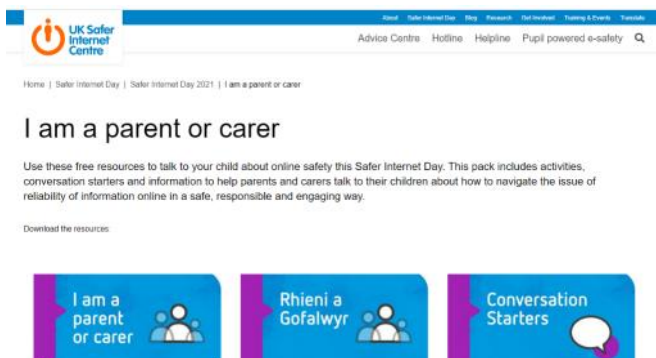 About Safer Internet Day Blog Research Get Involved Training & Events Translate
UK Safer
Internet
Centre
Advice Centre Hotline Helpline Pupil powered e-safety
Home | Safer Internet Day | Safer Internet Day 2021 | I am a parent or carer
I am a parent or carer
Use these free resources to talk to your child about online safety this Safer Internet Day. This pack includes activities,
conversation starters and information to help parents and carers talk to their children about how to navigate the issue of
reliability of information online in a safe, responsible and engaging way.
Download the resources
I am a
parent
or carer
Rhieni a
Gofalwyr
Conversation
Starters